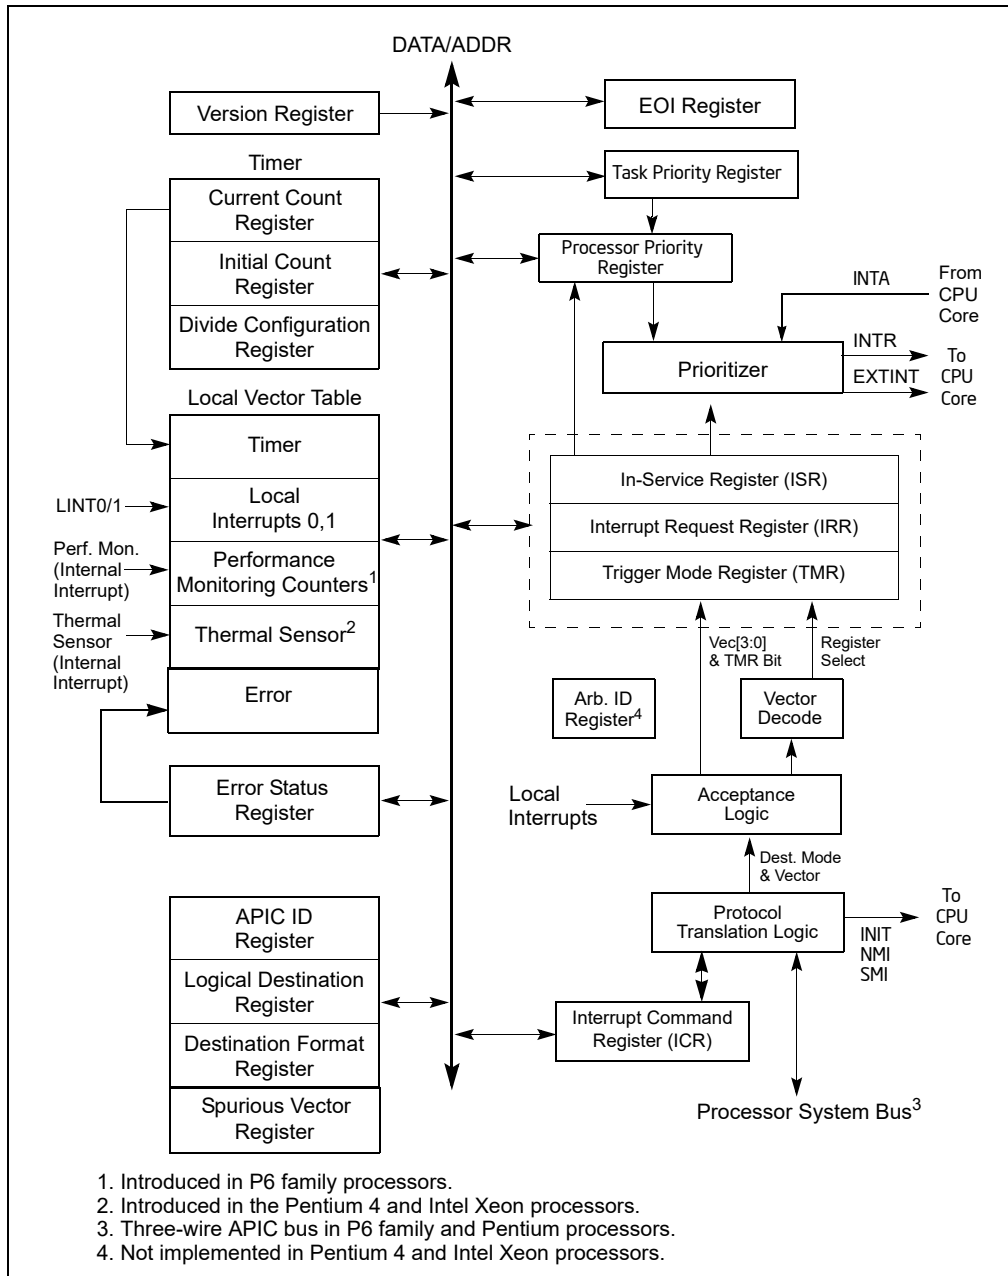 DATA/ADDR
Version Register
EOI Register
Timer
Current Count
Register
Initial Count
Register
Divide Configuration
Register
Task Priority Register
Processor Priority
Register
INTA
From
CPU
Core
Prioritizer
INTR
EXTINT
To
CPU
Core
Local Vector Table
Timer
Local
Interrupts 0,1
Performance
Monitoring Counters1
Thermal Sensor2
Error
LINT0/1
Perf. Mon.
(Internal
Interrupt)
Thermal
Sensor
(Internal
Interrupt)
In-Service Register (ISR)
Interrupt Request Register (IRR)
Trigger Mode Register (TMR)
Vec[3:0]
& TMR Bit
Register
Select
Arb. ID
Register4
Vector
Decode
Error Status
Register
Local
Interrupts
Acceptance
Logic
Dest. Mode
& Vector
Protocol
Translation Logic
INIT
NMI
SMI
To
CPU
Core
APIC ID
Register
Logical Destination
Register
Destination Format
Register
Spurious Vector
Register
Interrupt Command
Register (ICR)
Processor System Bus3
1. Introduced in P6 family processors.
2. Introduced in the Pentium 4 and Intel Xeon processors.
3. Three-wire APIC bus in P6 family and Pentium processors.
4. Not implemented in Pentium 4 and Intel Xeon processors.